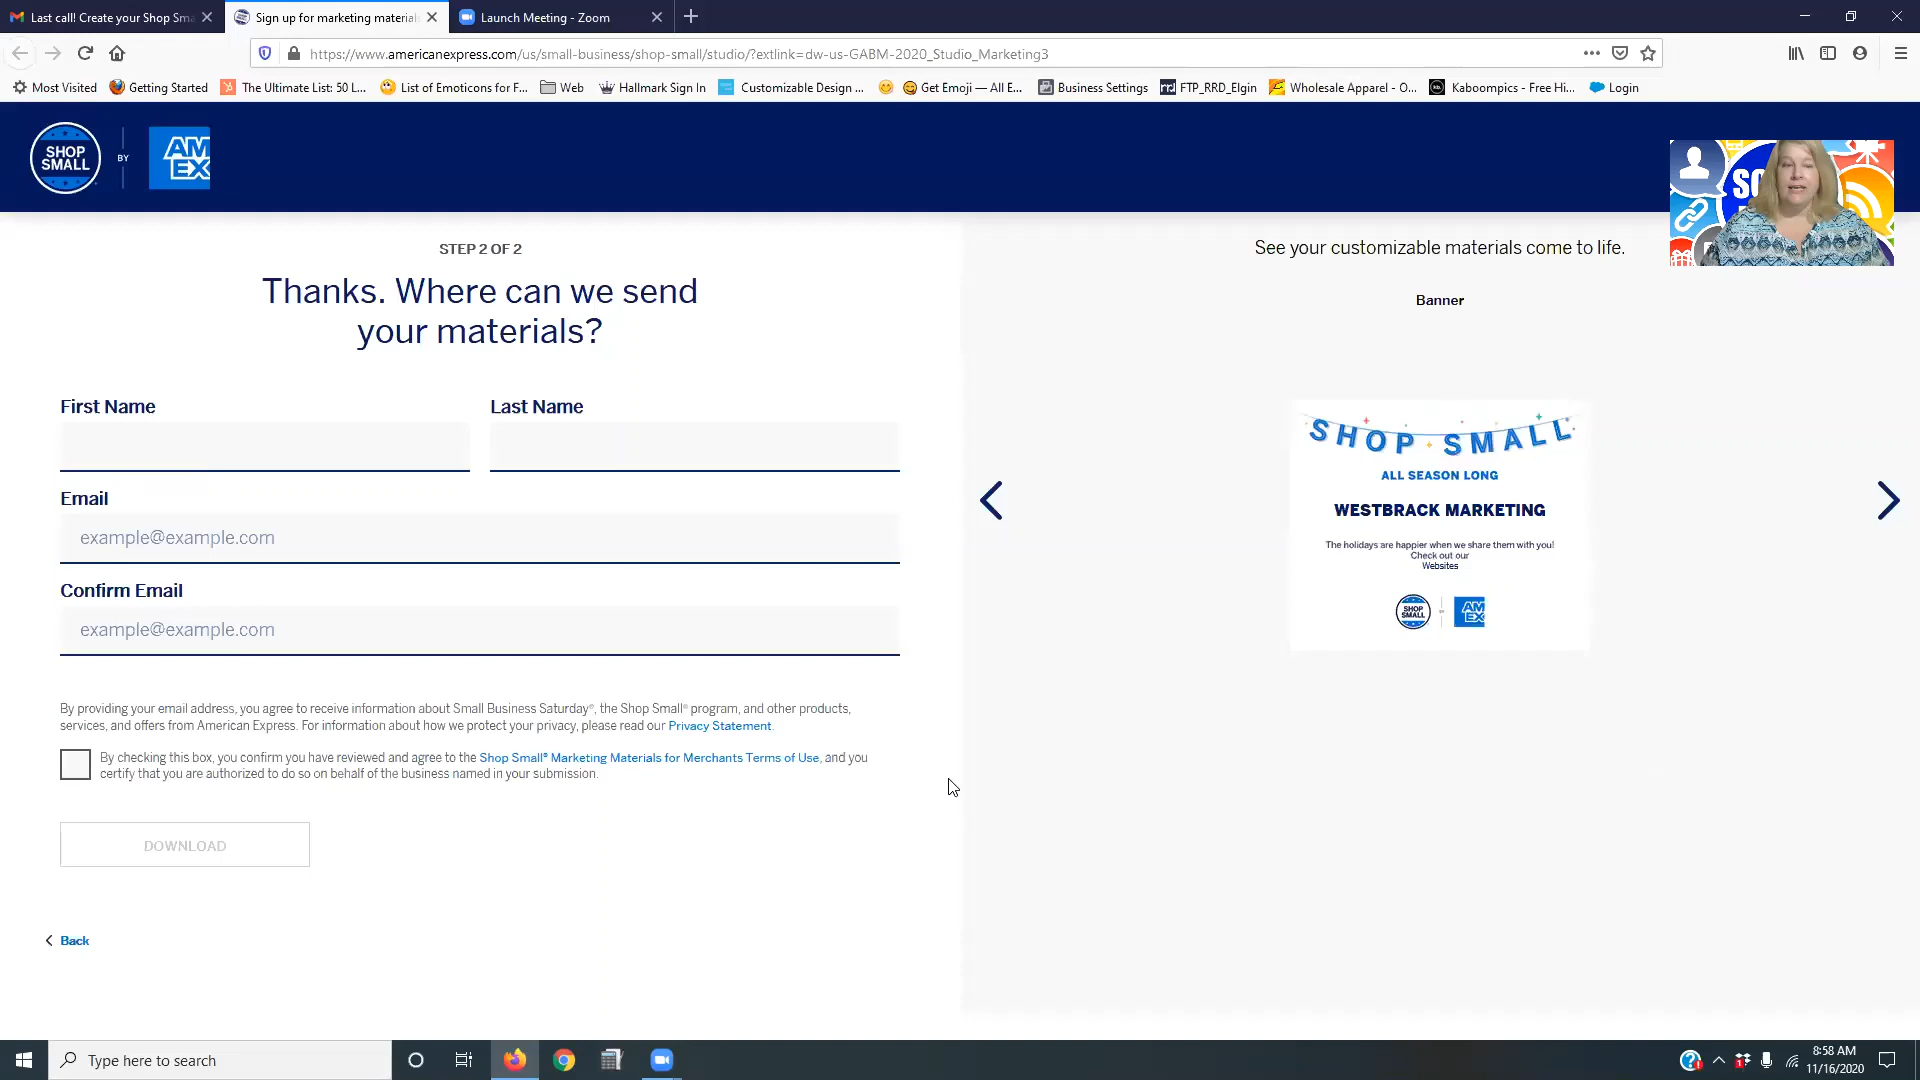 Last call! Create your Shop Sma
Sign up for marketing materials
Launch Meeting - Zoom
https://www.americanexpress.com/us/small-business/shop-small/studio/?extlink=dw-us-GABM-2020_Studio_Marketing3
Most Visited
Getting Started
The Ultimate List: 50 L...
List of Emoticons for F...
Web
Hallmark Sign In
Customizable Design ...
Get Emoji — All E...
Business Settings
FTP_RRD_Elgin
Wholesale Apparel - O...
Kaboompics - Free Hi...
Login
SHOP
SMALL
BY
AM
EX
STEP 2 OF 2
Thanks. Where can we send
your materials?
First Name
Last Name
Email
example@example.com
Confirm Email
example@example.com
By providing your email address, you agree to receive information about Small Business Saturday®, the Shop Small® program, and other products,
services, and offers from American Express. For information about how we protect your privacy, please read our Privacy Statement.
By checking this box, you confirm you have reviewed and agree to the Shop Small® Marketing Materials for Merchants Terms of Use, and you
certify that you are authorized to do so on behalf of the business named in your submission.
DOWNLOAD
Back
See your customizable materials come to life.
Banner
SHOP SMALL
ALL SEASON LONG
WESTBRACK MARKETING
The holidays are happier when we share them with you!
Check out our
Websites
SHOP
SMALL
AM
EX
Type here to search
8:58 AM
11/16/2020